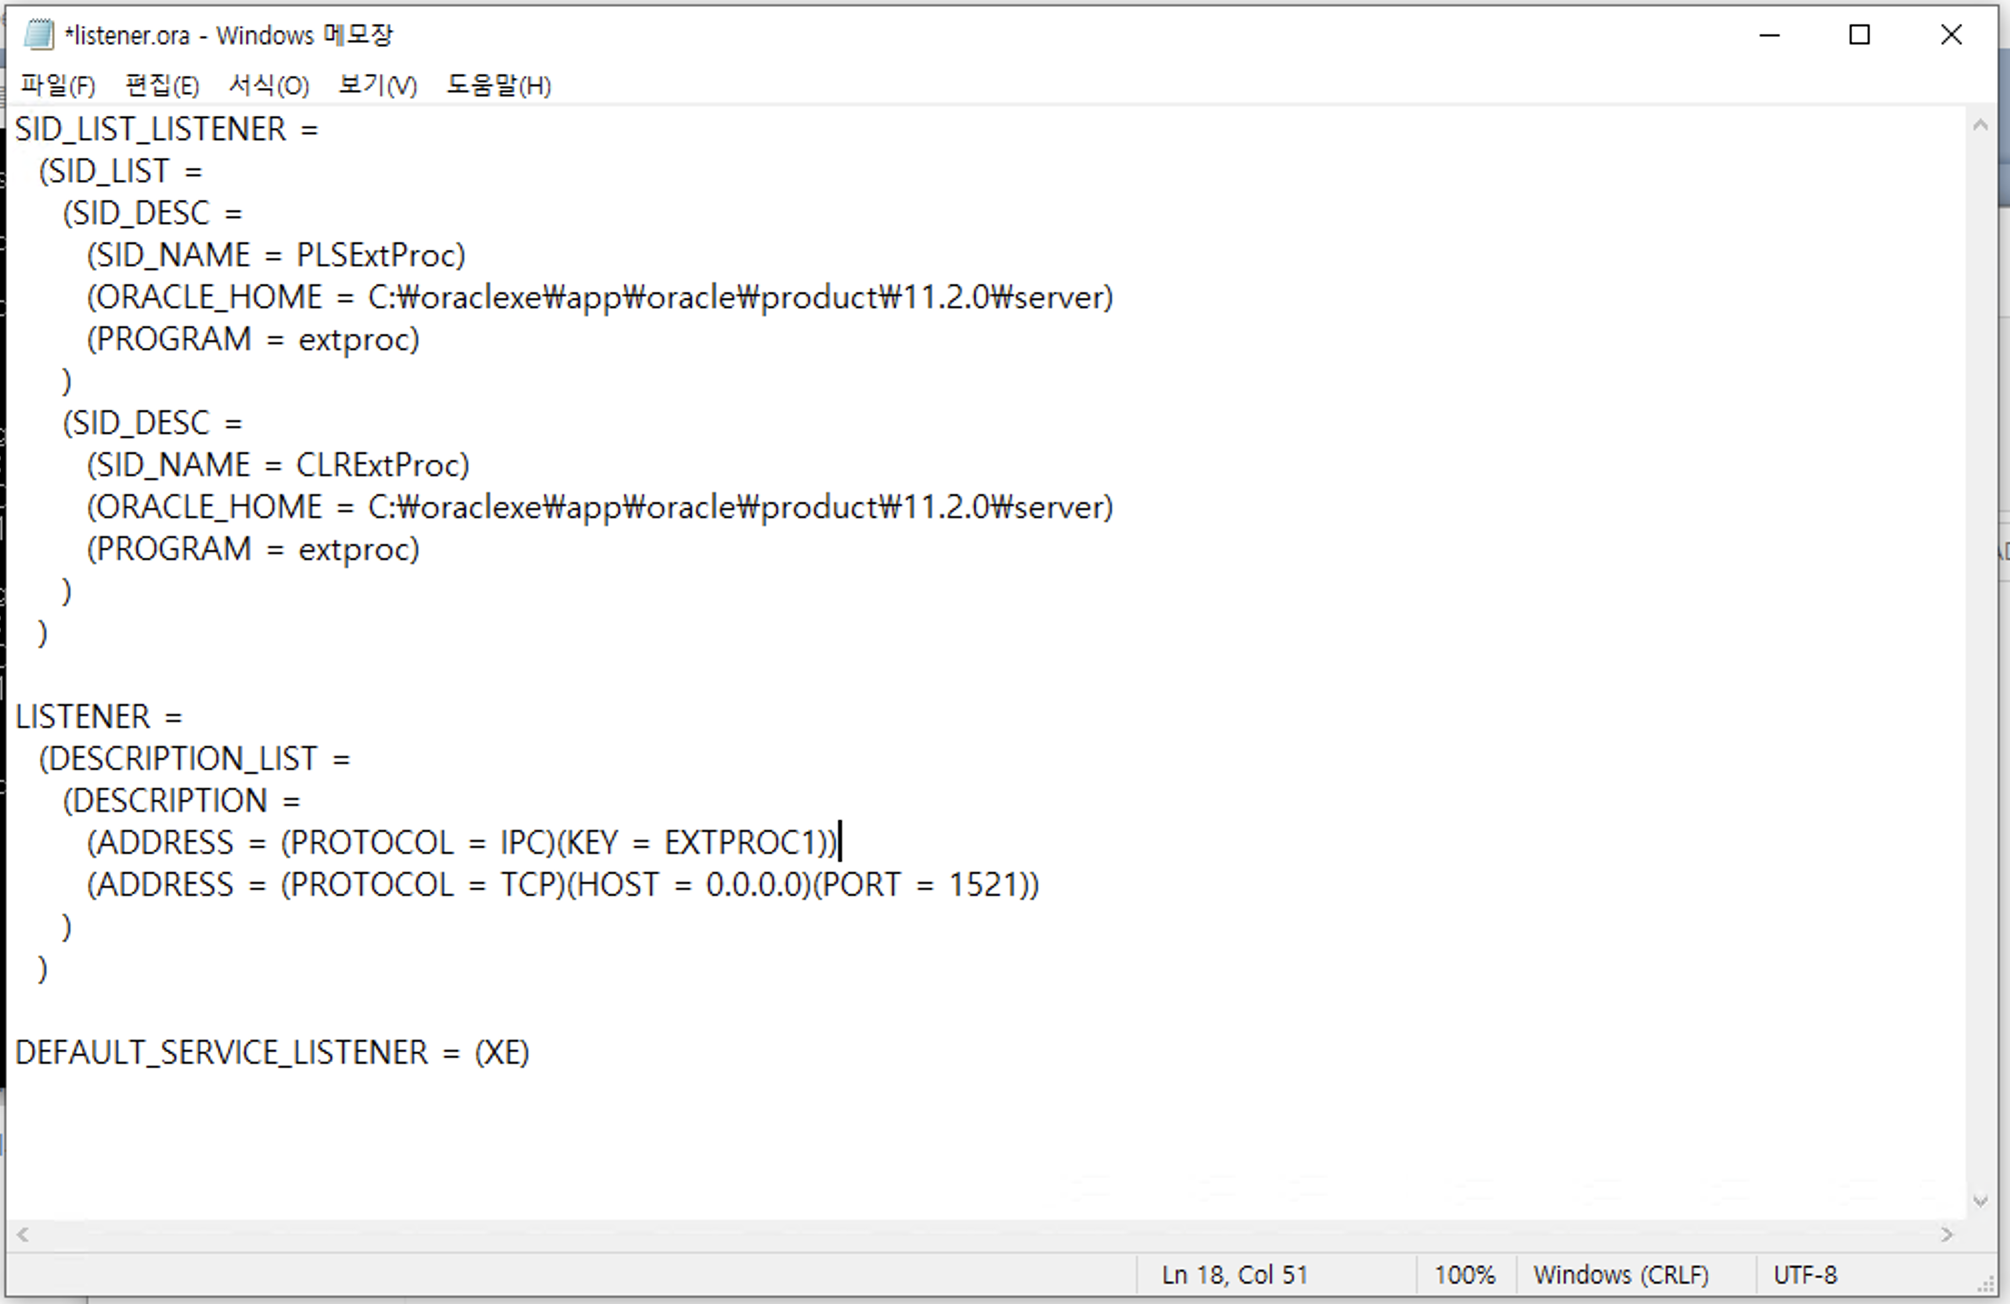 *listener.ora - Windows 메모장
파일(F) 편집(E) 서식(O) 보기(V) 도움말(H)
SID_LIST_LISTENER =
(SID_LIST =
(SID_DESC =
(SID_NAME = PLSExtProc)
(ORACLE_HOME = C:₩oraclexe₩app₩oracle₩product₩11.2.0₩server)
(PROGRAM = extproc)
)
(SID_DESC =
(SID_NAME = CLRExtProc)
(ORACLE_HOME = C:₩oraclexe₩app₩oracle₩product₩11.2.0₩server)
(PROGRAM = extproc)
)
)
LISTENER =
(DESCRIPTION_LIST =
(DESCRIPTION =
(ADDRESS = (PROTOCOL = IPC)(KEY = EXTPROC1))
(ADDRESS = (PROTOCOL = TCP)(HOST = 0.0.0.0)(PORT = 1521))
)
)
DEFAULT_SERVICE_LISTENER = (XE)
Ln 18, Col 51 100% Windows (CRLF) UTF-8